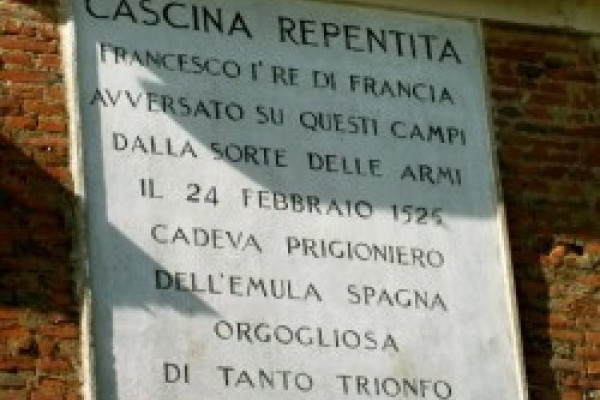 CASCINA REPENTITA
FRANCESCO I° RE DI FRANCIA
AVVERSATO SU QUESTI CAMPI
DALLA SORTE DELLE ARMI
IL 24 FEBBRAIO 1525
CADEVA PRIGIONIERO
DELL'EMULA SPAGNA
ORGOGLIOSA
DI TANTO TRIONFO